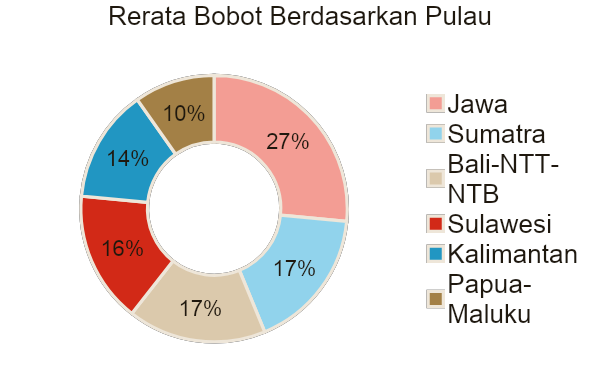 Rerata Bobot Berdasarkan Pulau
10%
27%
14%
16%
17%
17%
Jawa
Sumatra
Bali-NTT-
NTB
Sulawesi
Kalimantan
Papua-
Maluku